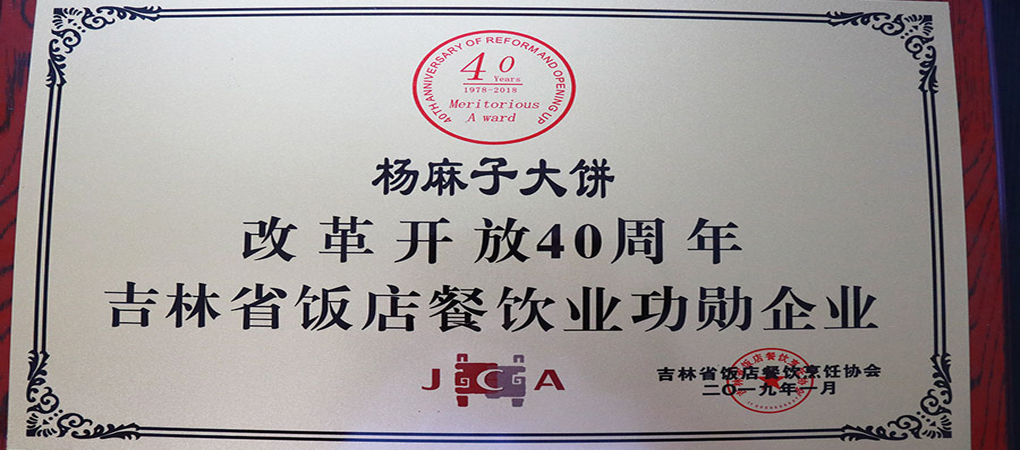 40TH ANNIVERSARY OF REFORM AND OPENING UP
40
Years
1978-2018
Meritorious
Award
杨麻子大饼
改革开放40周年
吉林省饭店餐饮业功勋企业
JCA
吉林省饭店餐饮烹饪协会
二〇一九年一月